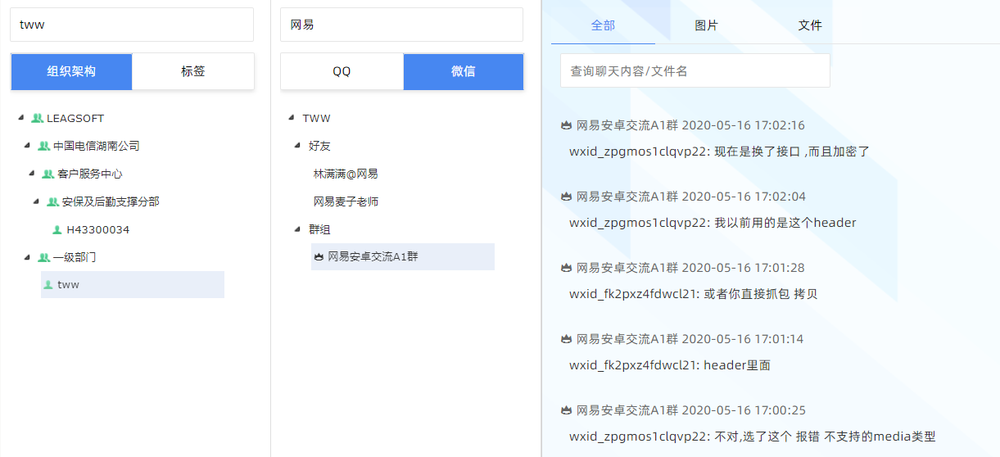 tww
组织架构
标签
LEAGSOFT
中国电信湖南公司
客户服务中心
安保及后勤支撑分部
H43300034
一级部门
tww
网易
QQ
微信
TWW
好友
林满满@网易
网易麦子老师
群组
网易安卓交流A1群
全部
图片
文件
查询聊天内容/文件名
网易安卓交流A1群 2020-05-16 17:02:16
wxid_zpgmos1clqvp22: 现在是换了接口 ,而且加密了
网易安卓交流A1群 2020-05-16 17:02:04
wxid_zpgmos1clqvp22: 我以前用的是这个header
网易安卓交流A1群 2020-05-16 17:01:28
wxid_fk2pxz4fdwcl21: 或者你直接抓包 拷贝
网易安卓交流A1群 2020-05-16 17:01:14
wxid_fk2pxz4fdwcl21: header里面
网易安卓交流A1群 2020-05-16 17:00:25
wxid_zpgmos1clqvp22: 不对,选了这个 报错 不支持的media类型